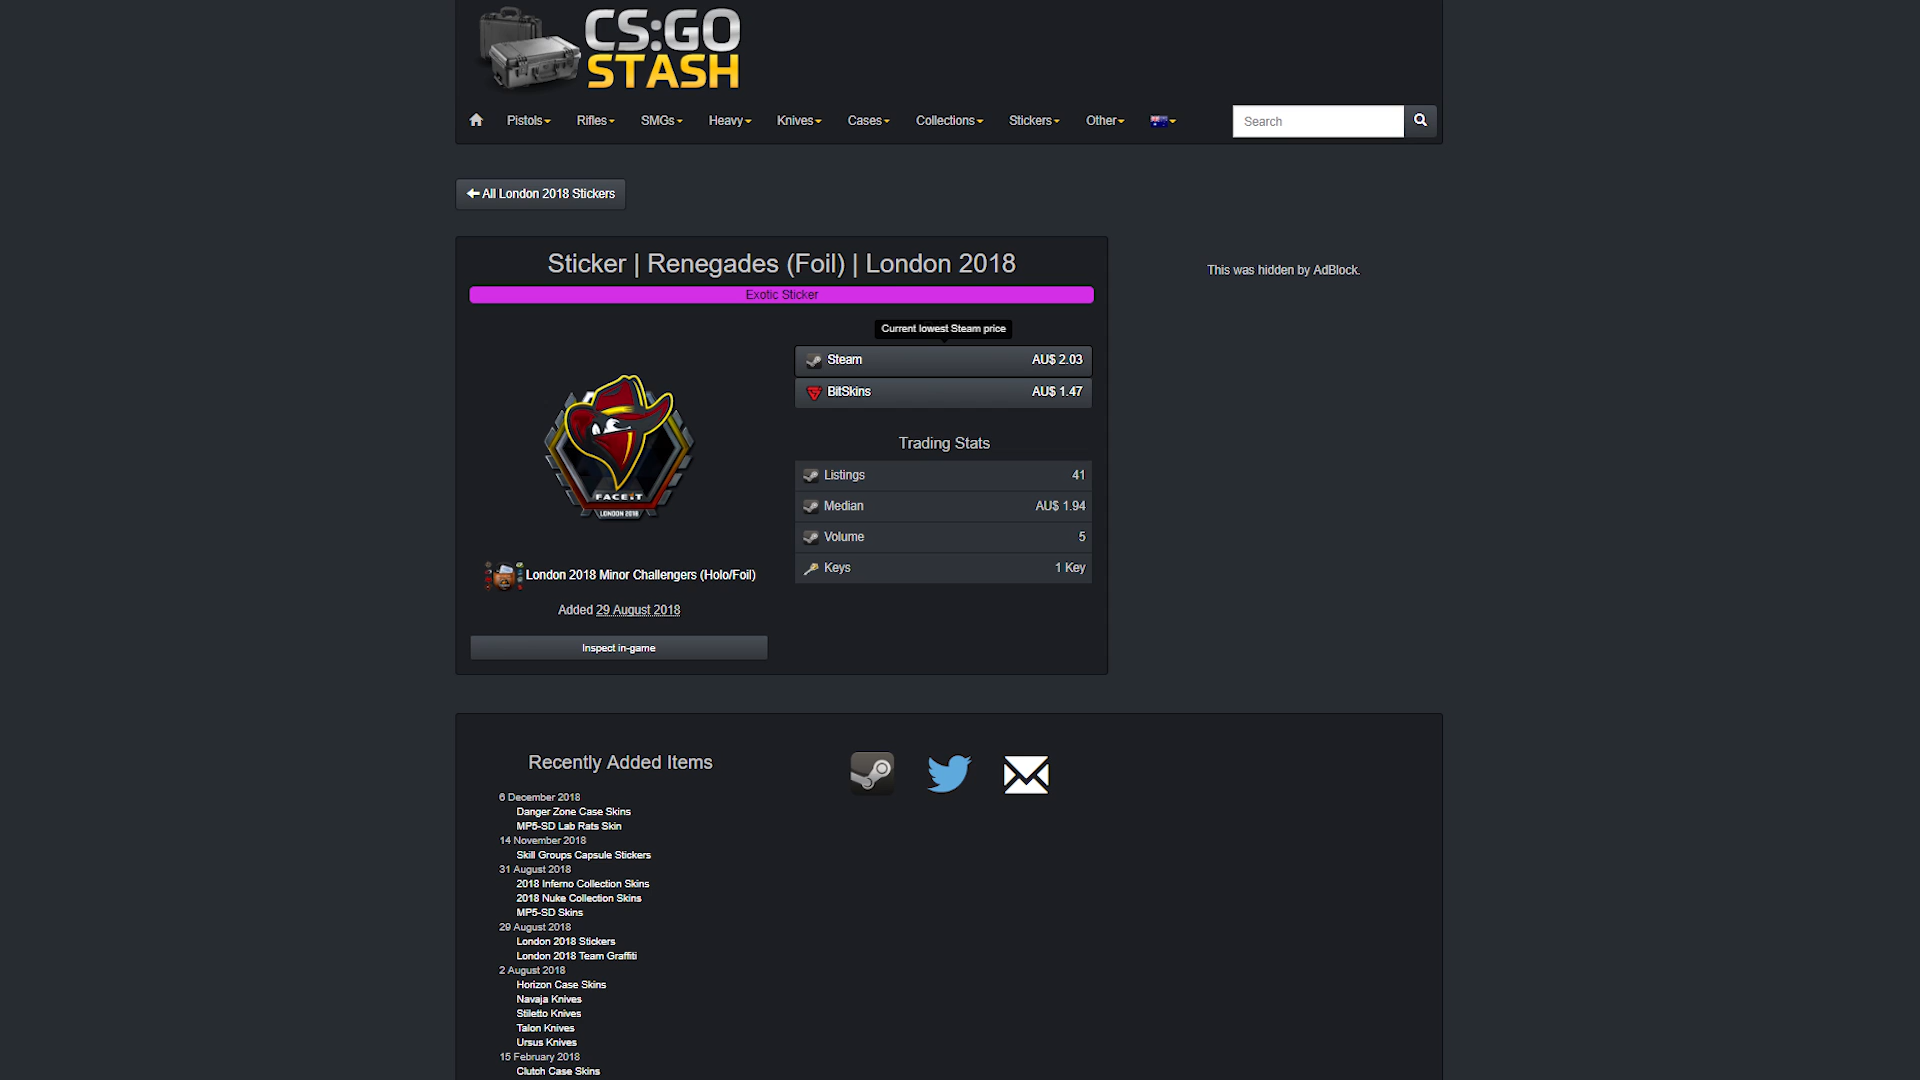 CS:GO
STASH
Pistols
Rifles
SMGs
Heavy
Knives
Cases
Collections
Stickers
Other
Search
All London 2018 Stickers
Sticker | Renegades (Foil) | London 2018
Exotic Sticker
This was hidden by AdBlock.
Current lowest Steam price
Steam AU$ 2.03
BitSkins AU$ 1.47
FACEIT
LONDON 2018
London 2018 Minor Challengers (Holo/Foil)
Added 29 August 2018
Inspect in-game
Trading Stats
Listings 41
Median AU$ 1.94
Volume 5
Keys 1 Key
Recently Added Items
6 December 2018
Danger Zone Case Skins
MP5-SD Lab Rats Skin
14 November 2018
Skill Groups Capsule Stickers
31 August 2018
2018 Inferno Collection Skins
2018 Nuke Collection Skins
MP5-SD Skins
29 August 2018
London 2018 Stickers
London 2018 Team Graffiti
2 August 2018
Horizon Case Skins
Navaja Knives
Stiletto Knives
Talon Knives
Ursus Knives
15 February 2018
Clutch Case Skins